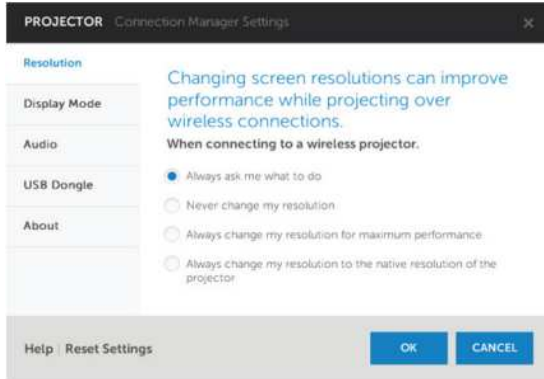 PROJECTOR Connection Manager Settings
Resolution
Display Mode
Audio
USB Dongle
About
Changing screen resolutions can improve
performance while projecting over
wireless connections.
When connecting to a wireless projector.
Always ask me what to do
Never change my resolution
Always change my resolution for maximum performance
Always change my resolution to the native resolution of the
projector
Help | Reset Settings
OK
CANCEL